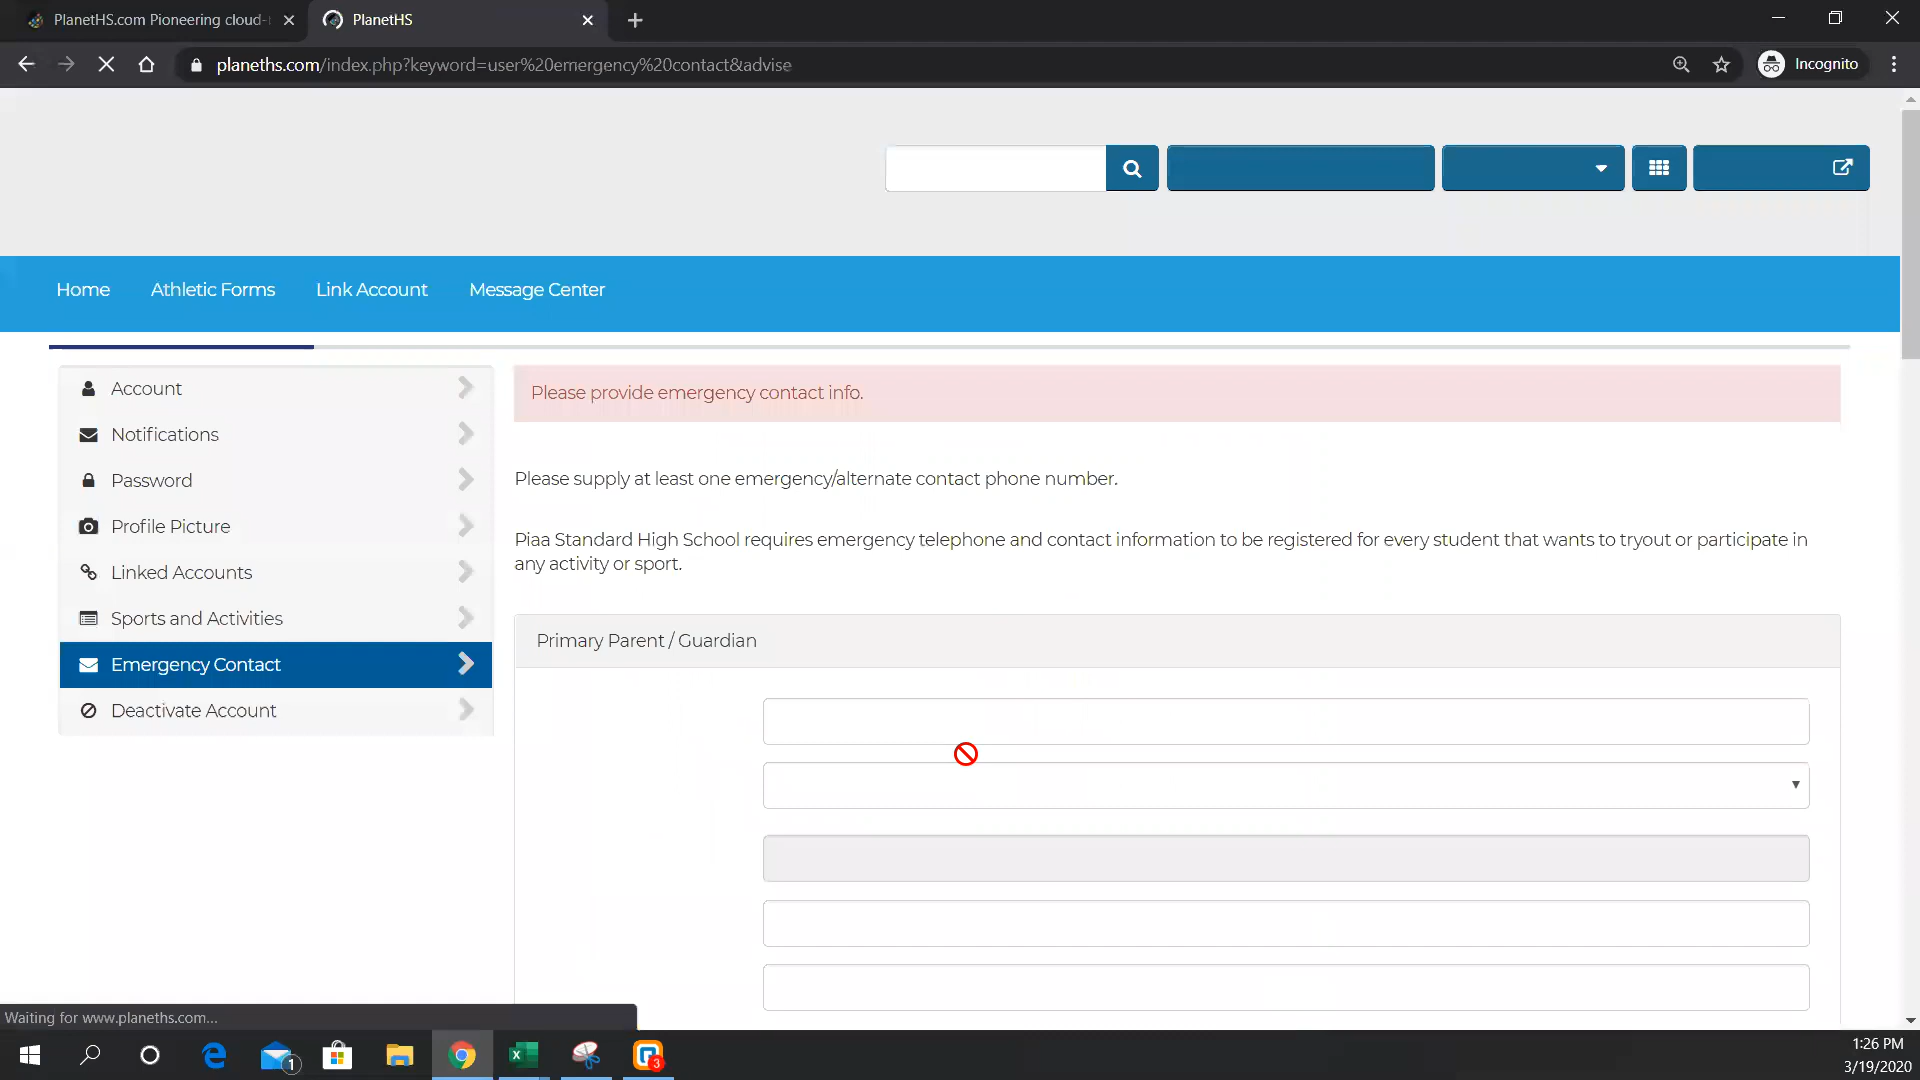 PlanetHS.com Pioneering cloud-
PlanetHS
planeths.com/index.php?keyword=user%20emergency%20contact&advise
Incognito
Home
Athletic Forms
Link Account
Message Center
Account
Notifications
Password
Profile Picture
Linked Accounts
Sports and Activities
Emergency Contact
Deactivate Account
Please provide emergency contact info.
Please supply at least one emergency/alternate contact phone number.
Piaa Standard High School requires emergency telephone and contact information to be registered for every student that wants to tryout or participate in
any activity or sport.
Primary Parent / Guardian
Waiting for www.planeths.com...
1
3
1:26 PM
3/19/2020